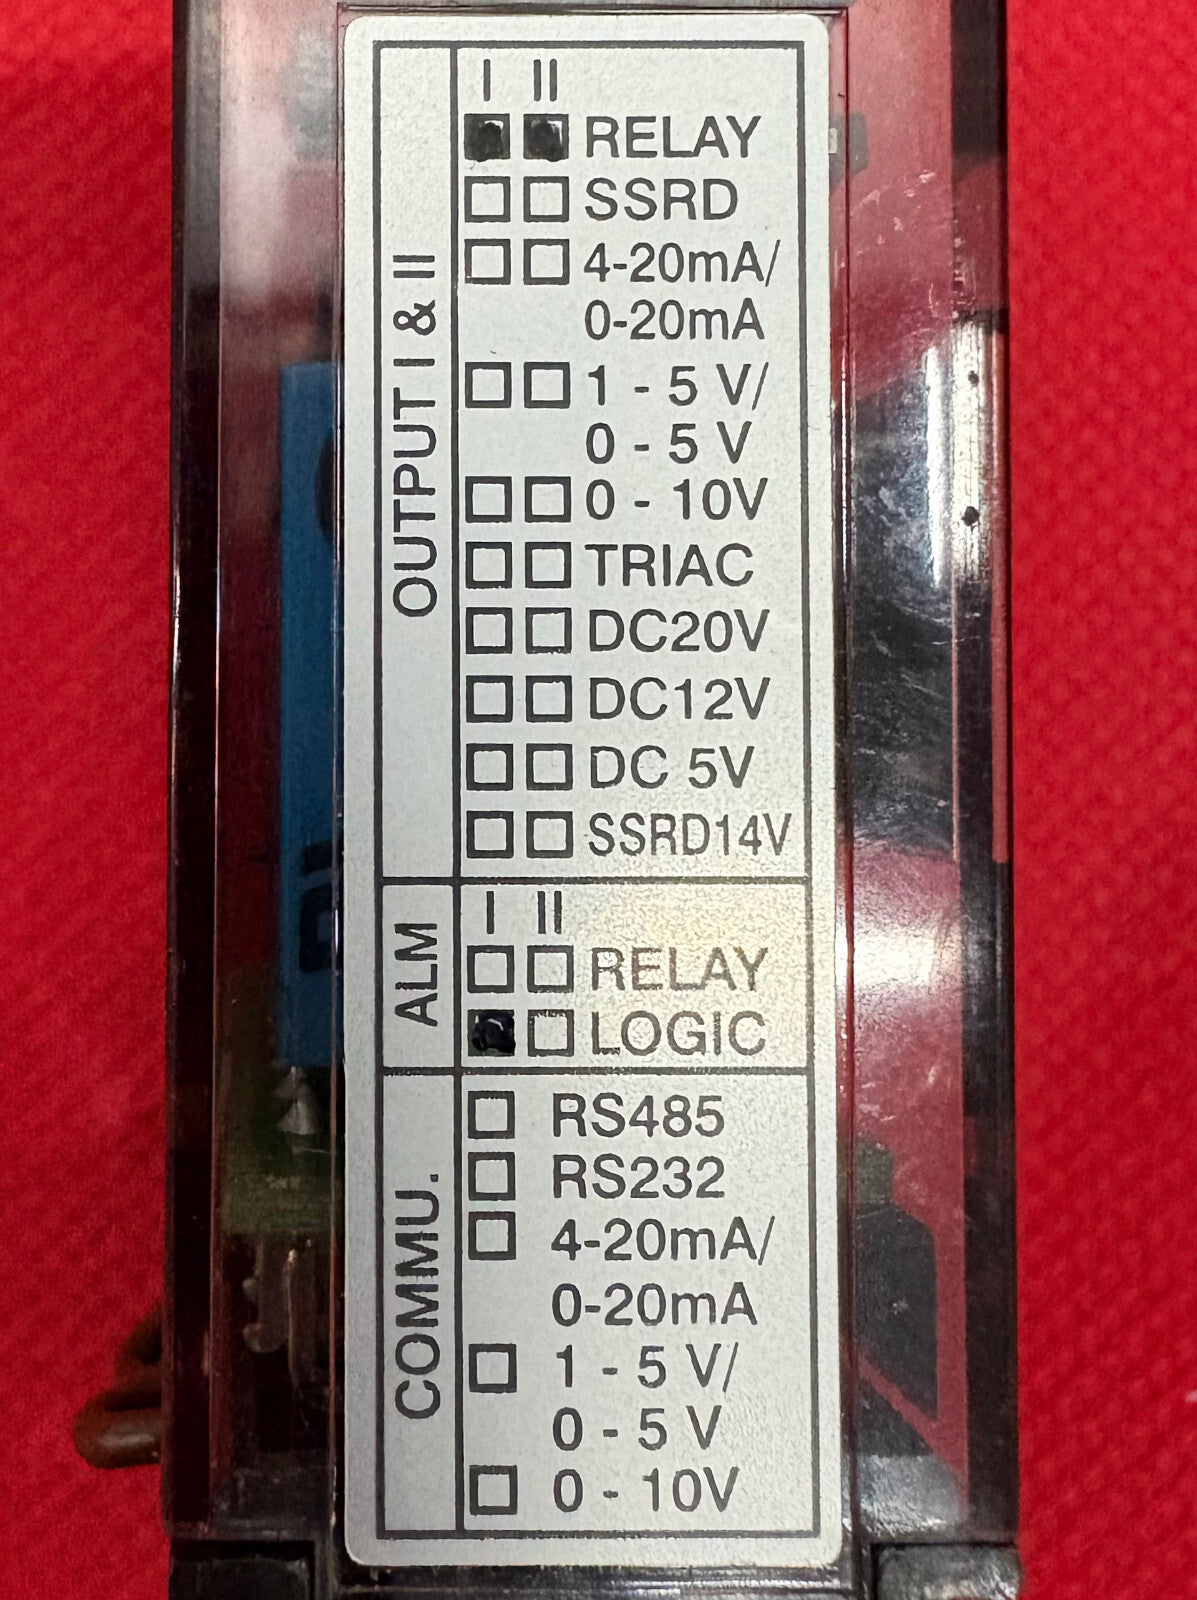 OUTPUT I & II
I II
■ ■ RELAY
□ □ SSRD
□ □ 4-20mA/
0-20mA
□ □ 1 - 5 V/
0 - 5 V
□ □ 0 - 10V
□ □ TRIAC
□ □ DC20V
□ □ DC12V
□ □ DC 5V
□ □ SSRD14V
ALM
I II
□ □ RELAY
■ □ LOGIC
COMMU.
□ RS485
□ RS232
□ 4-20mA/
0-20mA
□ 1 - 5 V/
0 - 5 V
□ 0 - 10V